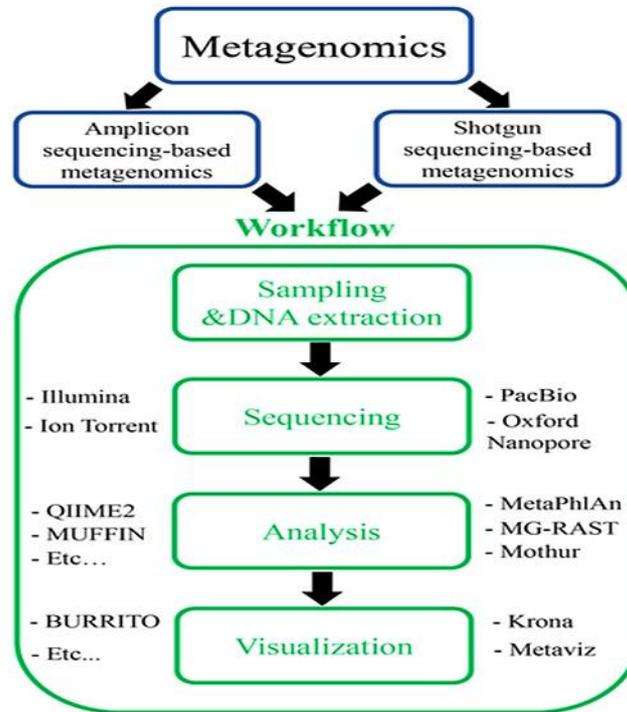 Metagenomics
Amplicon
sequencing-based
metagenomics
Shotgun
sequencing-based
metagenomics
Workflow
Sampling
&DNA extraction
- Illumina
- Ion Torrent
Sequencing
- PacBio
- Oxford
Nanopore
- QIIME2
- MUFFIN
- Etc…
Analysis
- MetaPhlAn
- MG-RAST
- Mothur
- BURRITO
- Etc...
Visualization
- Krona
- Metaviz